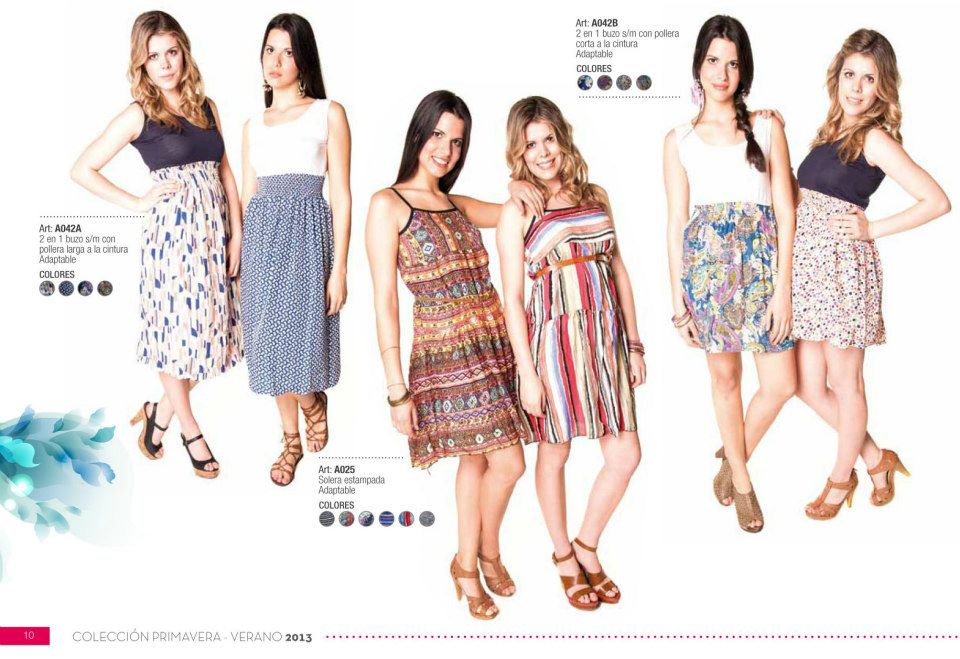 Art: A042B
2 en 1 buzo s/m con pollera
corta a la cintura
Adaptable
COLORES
Art: A042A
2 en 1 buzo s/m con
pollera larga a la cintura
Adaptable
COLORES
Art: A025
Solera estampada
Adaptable
COLORES
10
COLECCIÓN PRIMAVERA - VERANO 2013